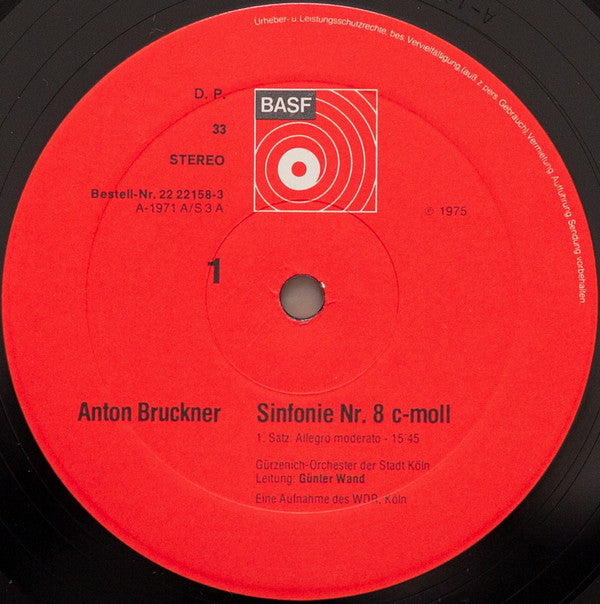 Urheber- u. Leistungsschutzrechte, bes. Vervielfältigung (auß. z. pers. Gebrauch), Vermietung, Aufführung, Sendung vorbehalten.
D. P.
BASF
33
STEREO
Bestell-Nr. 22 22158-3
A-1971 A/S 3 A
℗ 1975
1
Anton Bruckner Sinfonie Nr. 8 c-moll
1. Satz: Allegro moderato - 15'45
Gürzenich-Orchester der Stadt Köln
Leitung: Günter Wand
Eine Aufnahme des WDR, Köln